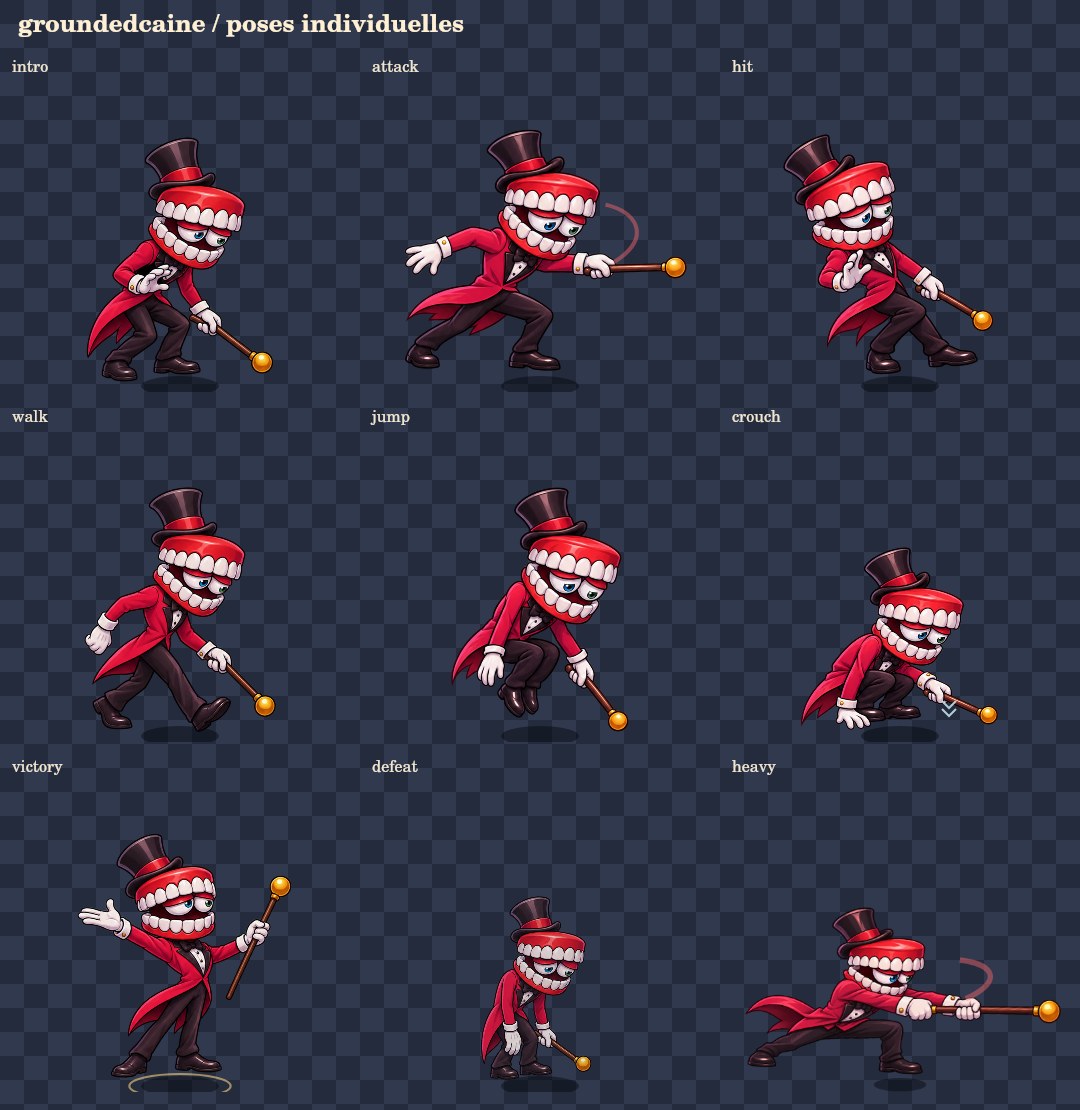 groundedcaine / poses individuelles
intro
attack
hit
walk
jump
crouch
victory
defeat
heavy